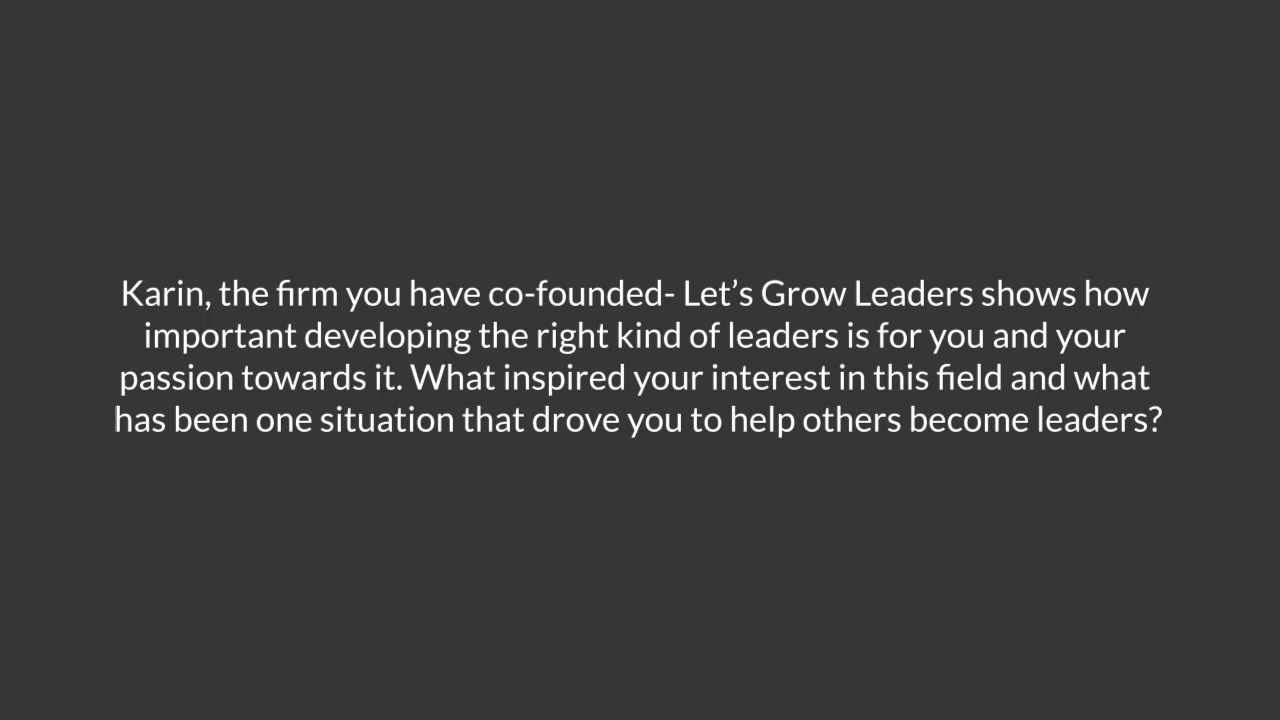 Karin, the firm you have co-founded- Let’s Grow Leaders shows how
important developing the right kind of leaders is for you and your
passion towards it. What inspired your interest in this field and what
has been one situation that drove you to help others become leaders?